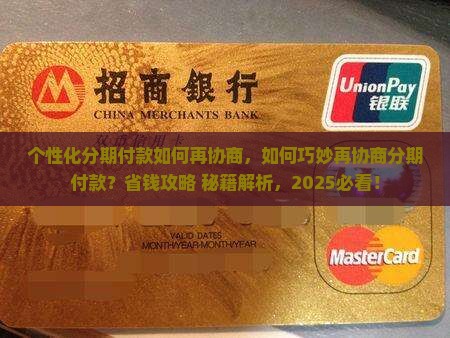 招商銀行
CHINA MERCHANTS BANK
UnionPay
银联
个性化分期付款如何再协商，如何巧妙再协商分期
付款？省钱攻略 秘籍解析，2025必看！
VALID DATES
MONTH/YEAR-MONTH/YEAR
MasterCard